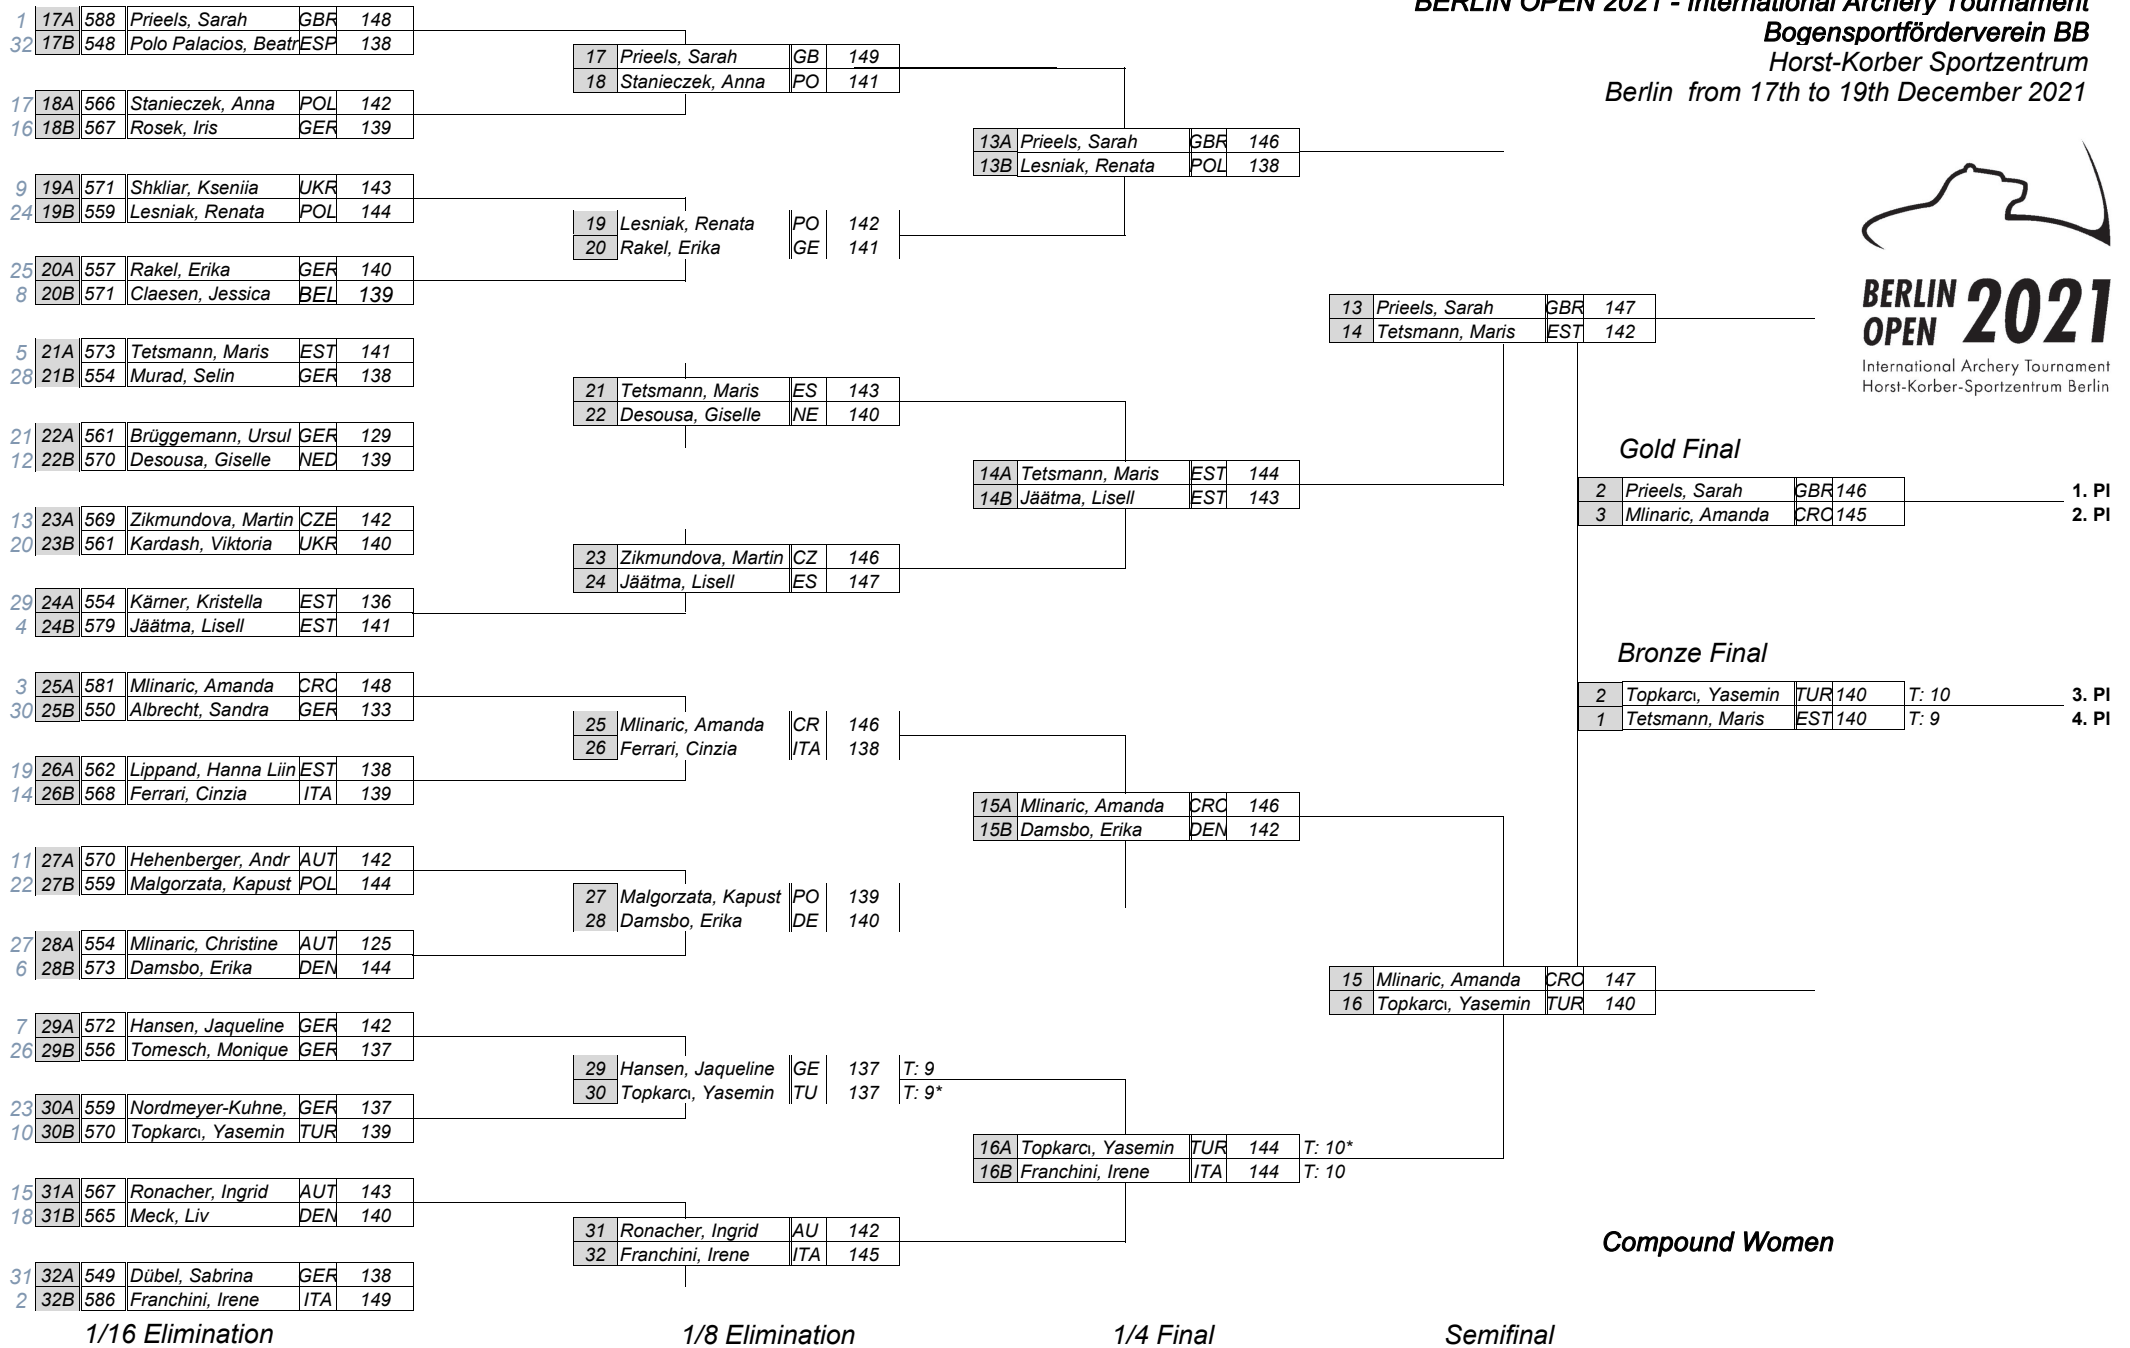 BERLIN OPEN 2021 - International Archery Tournament
Bogensportförderverein BB
Horst-Korber Sportzentrum
Berlin from 17th to 19th December 2021
1 17A 588 Prieels, Sarah GBR 148
32 17B 548 Polo Palacios, Beatr ESP 138
17 18A 566 Stanieczek, Anna POL 142
16 18B 567 Rosek, Iris GER 139
9 19A 571 Shkliar, Kseniia UKR 143
24 19B 559 Lesniak, Renata POL 144
25 20A 557 Rakel, Erika GER 140
8 20B 571 Claesen, Jessica BEL 139
5 21A 573 Tetsmann, Maris EST 141
28 21B 554 Murad, Selin GER 138
21 22A 561 Brüggemann, Ursul GER 129
12 22B 570 Desousa, Giselle NED 139
13 23A 569 Zikmundova, Martin CZE 142
20 23B 561 Kardash, Viktoria UKR 140
29 24A 554 Kärner, Kristella EST 136
4 24B 579 Jäätma, Lisell EST 141
3 25A 581 Mlinaric, Amanda CRO 148
30 25B 550 Albrecht, Sandra GER 133
19 26A 562 Lippand, Hanna Liin EST 138
14 26B 568 Ferrari, Cinzia ITA 139
11 27A 570 Hehenberger, Andr AUT 142
22 27B 559 Malgorzata, Kapust POL 144
27 28A 554 Mlinaric, Christine AUT 125
6 28B 573 Damsbo, Erika DEN 144
7 29A 572 Hansen, Jaqueline GER 142
26 29B 556 Tomesch, Monique GER 137
23 30A 559 Nordmeyer-Kuhne, GER 137
10 30B 570 Topkarcı, Yasemin TUR 139
15 31A 567 Ronacher, Ingrid AUT 143
18 31B 565 Meck, Liv DEN 140
31 32A 549 Dübel, Sabrina GER 138
2 32B 586 Franchini, Irene ITA 149
1/16 Elimination
17 Prieels, Sarah GB 149
18 Stanieczek, Anna PO 141
19 Lesniak, Renata PO 142
20 Rakel, Erika GE 141
21 Tetsmann, Maris ES 143
22 Desousa, Giselle NE 140
23 Zikmundova, Martin CZ 146
24 Jäätma, Lisell ES 147
25 Mlinaric, Amanda CR 146
26 Ferrari, Cinzia ITA 138
27 Malgorzata, Kapust PO 139
28 Damsbo, Erika DE 140
29 Hansen, Jaqueline GE 137 T: 9
30 Topkarcı, Yasemin TU 137 T: 9*
31 Ronacher, Ingrid AU 142
32 Franchini, Irene ITA 145
1/8 Elimination
13A Prieels, Sarah GBR 146
13B Lesniak, Renata POL 138
14A Tetsmann, Maris EST 144
14B Jäätma, Lisell EST 143
15A Mlinaric, Amanda CRO 146
15B Damsbo, Erika DEN 142
16A Topkarcı, Yasemin TUR 144 T: 10*
16B Franchini, Irene ITA 144 T: 10
1/4 Final
13 Prieels, Sarah GBR 147
14 Tetsmann, Maris EST 142
15 Mlinaric, Amanda CRO 147
16 Topkarcı, Yasemin TUR 140
Semifinal
BERLIN OPEN 2021
International Archery Tournament
Horst-Korber-Sportzentrum Berlin
Gold Final
2 Prieels, Sarah GBR 146 1. Pl
3 Mlinaric, Amanda CRO 145 2. Pl
Bronze Final
2 Topkarcı, Yasemin TUR 140 T: 10 3. Pl
1 Tetsmann, Maris EST 140 T: 9 4. Pl
Compound Women